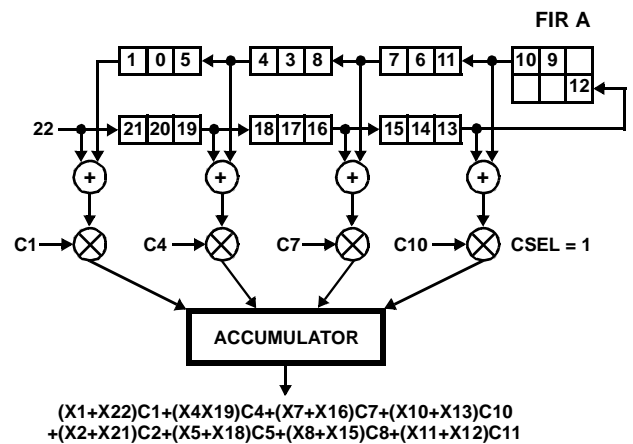 FIR A
1 0 5 4 3 8 7 6 11 10 9
12
22 21 20 19 18 17 16 15 14 13
+ + + +
C1 C4 C7 C10 CSEL = 1
ACCUMULATOR
(X1+X22)C1+(X4X19)C4+(X7+X16)C7+(X10+X13)C10
+(X2+X21)C2+(X5+X18)C5+(X8+X15)C8+(X11+X12)C11